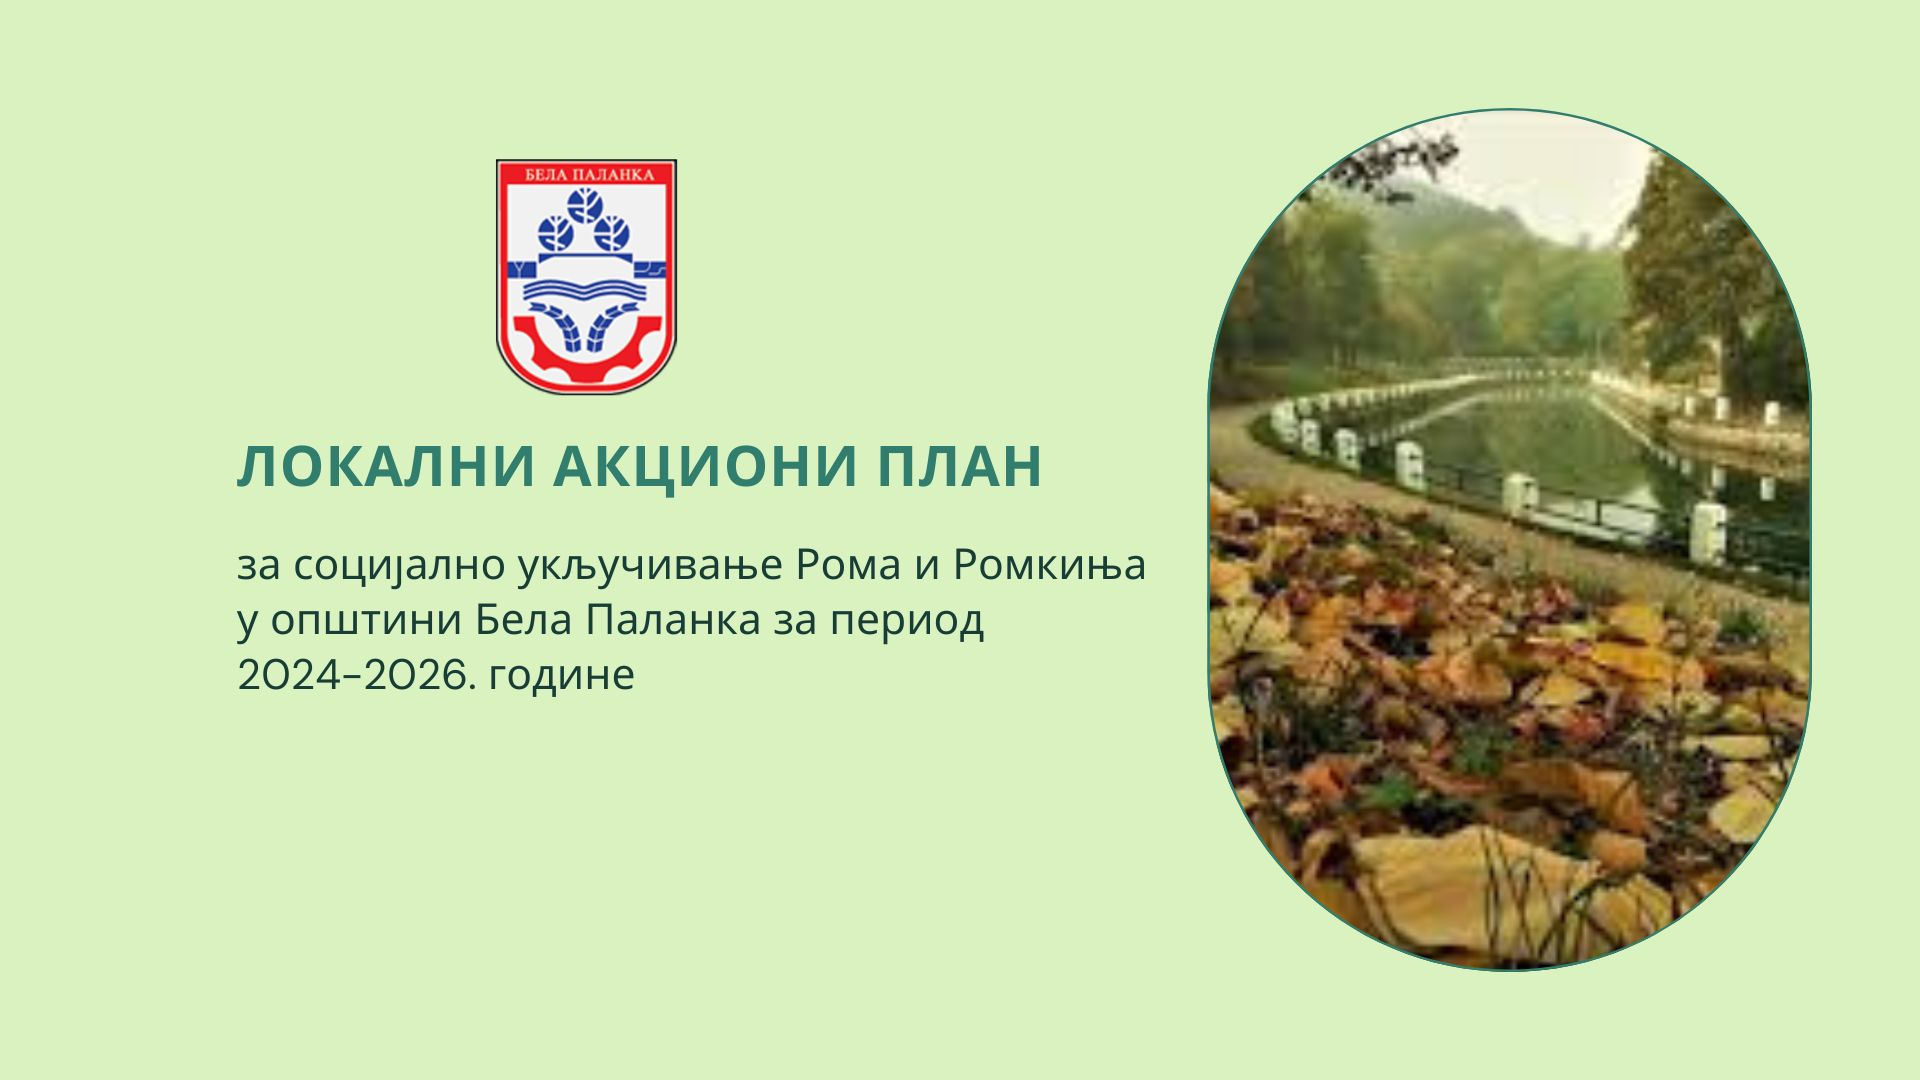 БЕЛА ПАЛАНКА
ЛОКАЛНИ АКЦИОНИ ПЛАН
за социјално укључивање Рома и Ромкиња
у општини Бела Паланка за период
2024-2026. године